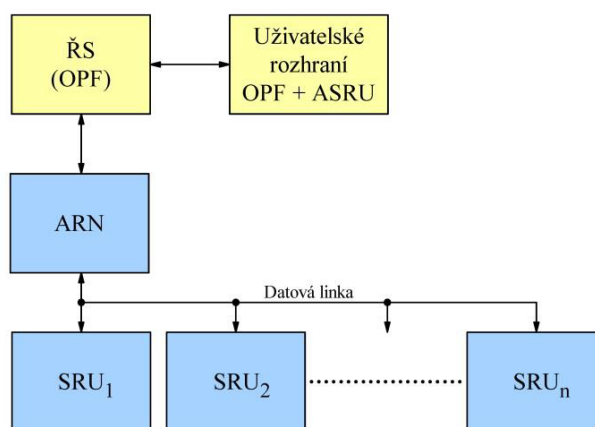 ŘS
(OPF)
Uživatelské
rozhraní
OPF + ASRU
ARN
Datová linka
SRU1
SRU2
SRUn